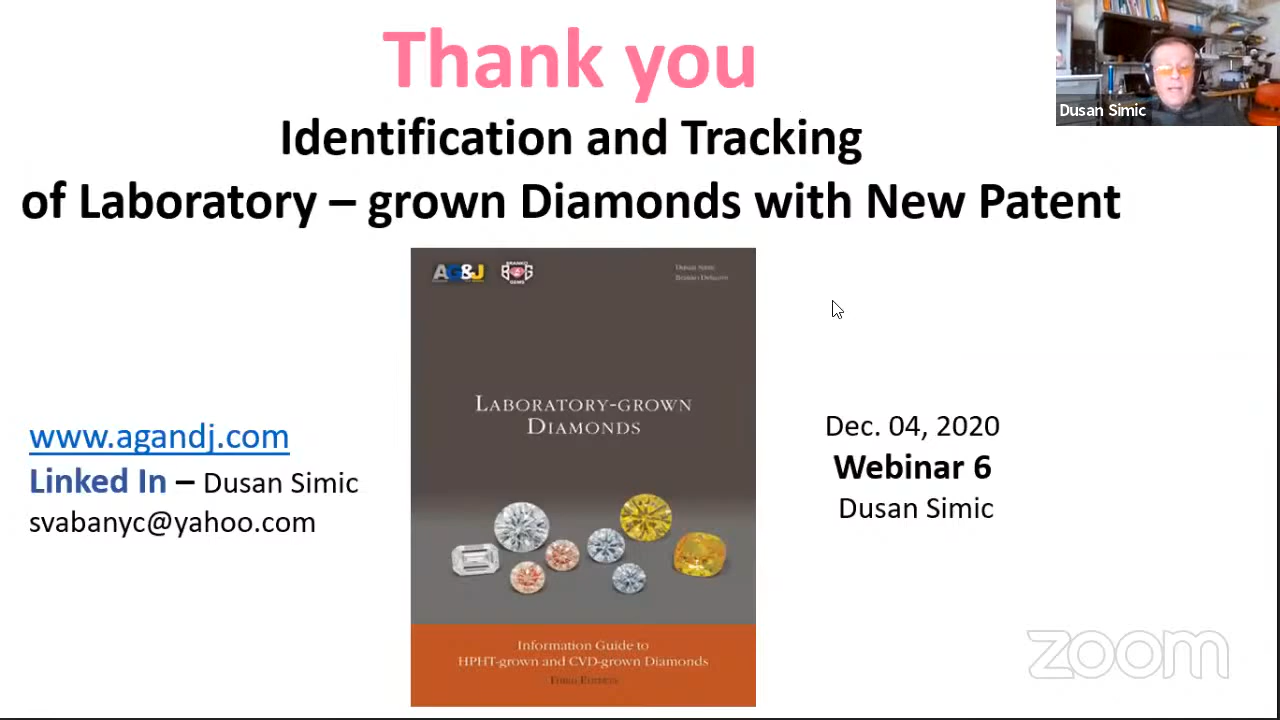 Thank you
Identification and Tracking
of Laboratory – grown Diamonds with New Patent
Dusan Simic
AG&J
BRANKO
GEMS
Dusan Simic
Branko Deljanin
LABORATORY-GROWN
DIAMONDS
Information Guide to
HPHT-grown and CVD-grown Diamonds
THIRD EDITION
www.agandj.com
Linked In – Dusan Simic
svabanyc@yahoo.com
Dec. 04, 2020
Webinar 6
Dusan Simic
zoom